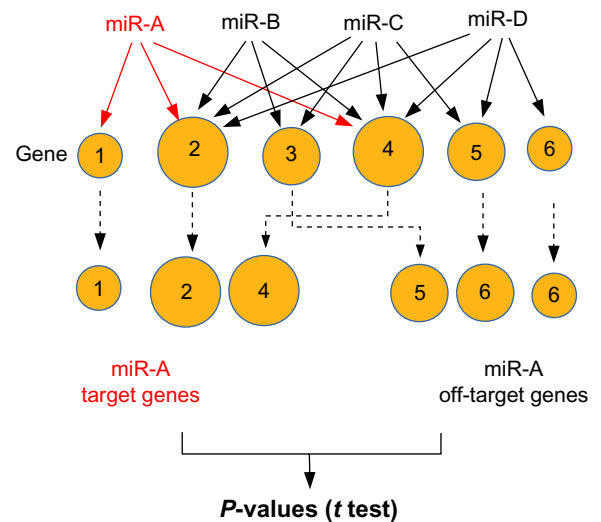 miR-A miR-B miR-C miR-D
Gene 1 2 3 4 5 6
1 2 4 5 6 6
miR-A
target genes
miR-A
off-target genes
P-values (t test)